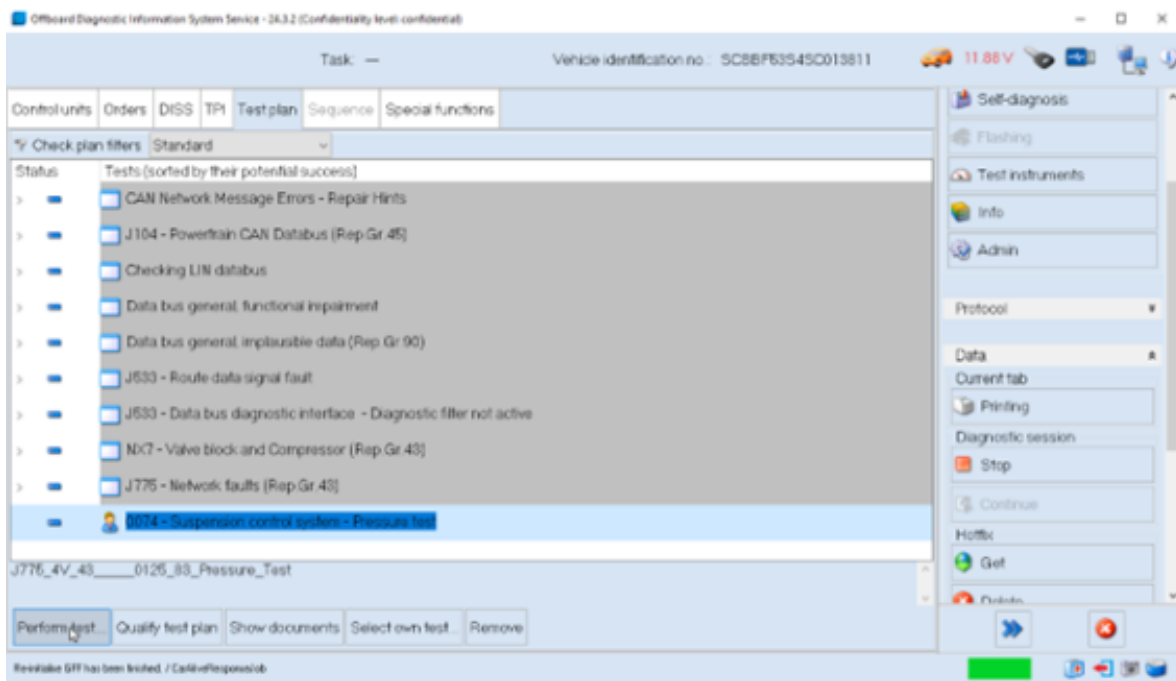 Offboard Diagnostic Information System Service - 24.3.2 (Confidentiality level: confidential)
Task: —
Vehicle identification no.: SCBBF53S4SC013811
11.88 V
Control units Orders DISS TPI Test plan Sequence Special functions
Check plan filters Standard
Status Tests (sorted by their potential success)
CAN Network Message Errors - Repair Hints
J104 - Powertrain CAN Databus (Rep.Gr.45)
Checking LIN databus
Data bus general, functional impairment
Data bus general, implausible data (Rep.Gr.90)
J533 - Route data signal fault
J533 - Data bus diagnostic interface - Diagnostic filter not active
NX7 - Valve block and Compressor (Rep.Gr.43)
J775 - Network faults (Rep.Gr.43)
0074 - Suspension control system - Pressure test
J775_4V_43_____0125_83_Pressure_Test
Perform test... Qualify test plan Show documents Select own test... Remove
Self-diagnosis
Flashing
Test instruments
Info
Admin
Protocol
Data
Current tab
Printing
Diagnostic session
Stop
Continue
Hotfix
Get
Delete
has been finished. /